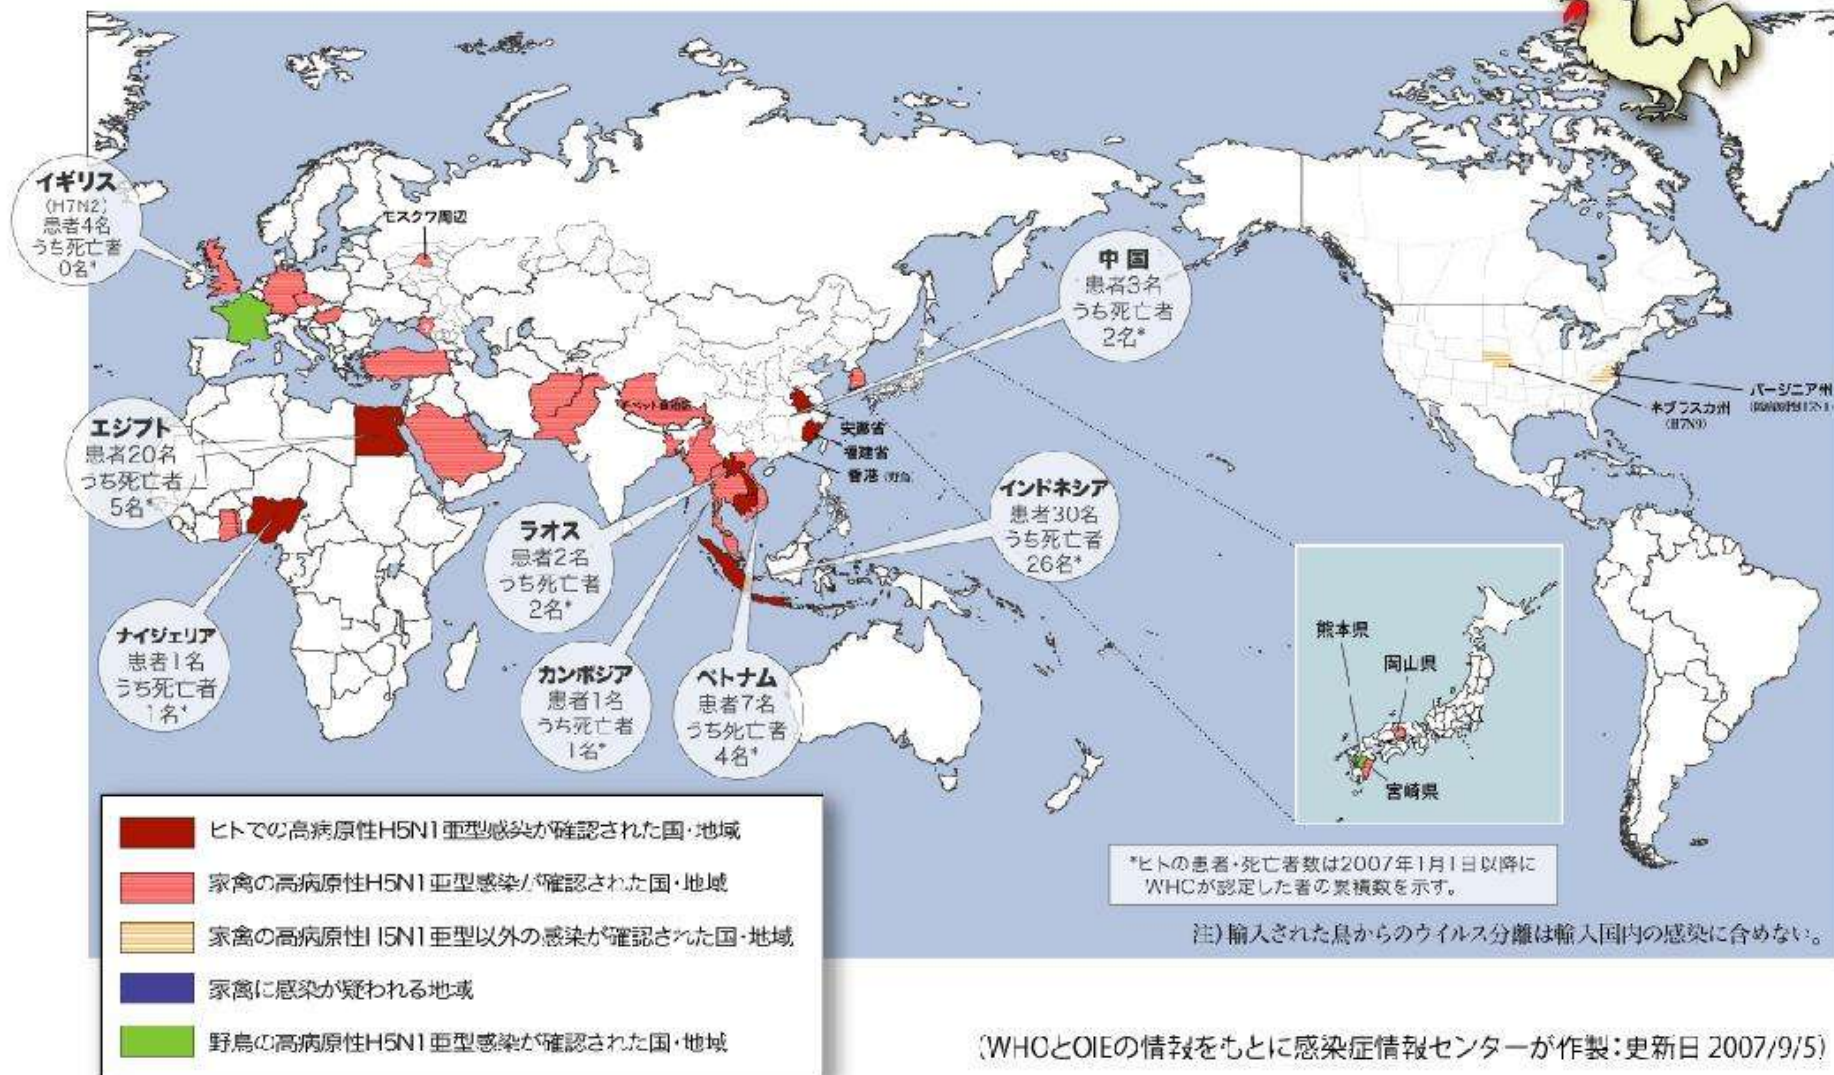 イギリス
(H7N2)
患者4名
うち死亡者
0名*
モスクワ周辺
中国
患者3名
うち死亡者
2名*
エジプト
患者20名
うち死亡者
5名*
安徽省
福建省
香港(野鳥)
インドネシア
患者30名
うち死亡者
26名*
バージニア州
ネブラスカ州
(H7N9)
ラオス
患者2名
うち死亡者
2名*
ナイジェリア
患者1名
うち死亡者
1名*
カンボジア
患者1名
うち死亡者
1名*
ベトナム
患者7名
うち死亡者
4名*
熊本県
岡山県
宮崎県
ヒトでの高病原性H5N1亜型感染が確認された国・地域
家禽の高病原性H5N1亜型感染が確認された国・地域
家禽の高病原性H5N1亜型以外の感染が確認された国・地域
家禽に感染が疑われる地域
野鳥の高病原性H5N1亜型感染が確認された国・地域
*ヒトの患者・死亡者数は2007年1月1日以降に
WHOが認定した者の累積数を示す。
注)輸入された鳥からのウイルス分離は輸入国内の感染に含めない。
(WHOとOIEの情報をもとに感染症情報センターが作製:更新日 2007/9/5)